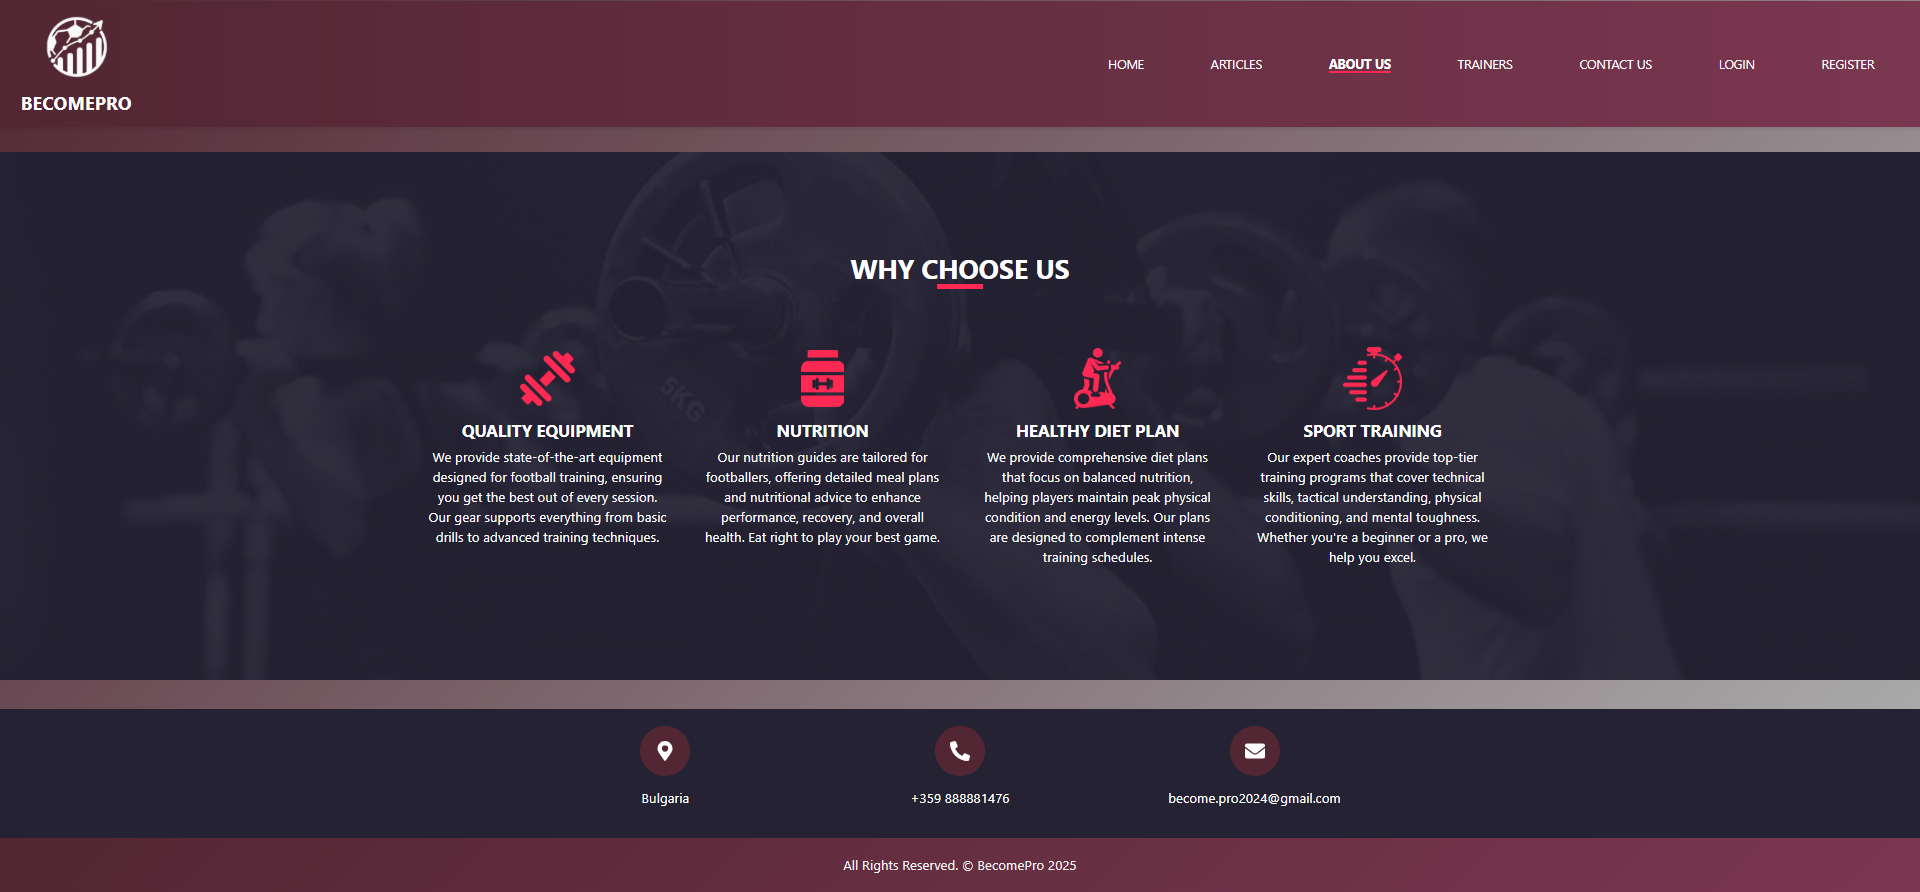 BECOMEPRO
HOME
ARTICLES
ABOUT US
TRAINERS
CONTACT US
LOGIN
REGISTER
WHY CHOOSE US
5KG
QUALITY EQUIPMENT
We provide state-of-the-art equipment
designed for football training, ensuring
you get the best out of every session.
Our gear supports everything from basic
drills to advanced training techniques.
NUTRITION
Our nutrition guides are tailored for
footballers, offering detailed meal plans
and nutritional advice to enhance
performance, recovery, and overall
health. Eat right to play your best game.
HEALTHY DIET PLAN
We provide comprehensive diet plans
that focus on balanced nutrition,
helping players maintain peak physical
condition and energy levels. Our plans
are designed to complement intense
training schedules.
SPORT TRAINING
Our expert coaches provide top-tier
training programs that cover technical
skills, tactical understanding, physical
conditioning, and mental toughness.
Whether you're a beginner or a pro, we
help you excel.
Bulgaria
+359 888881476
become.pro2024@gmail.com
All Rights Reserved. © BecomePro 2025